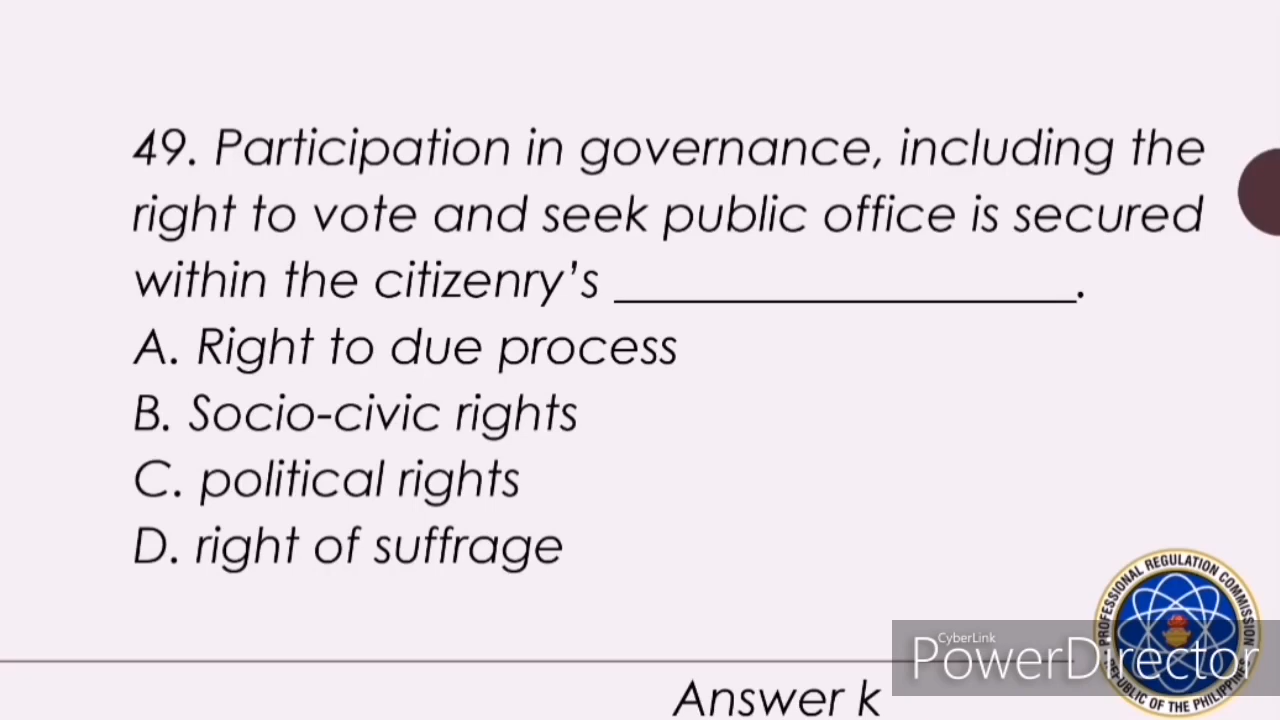 49. Participation in governance, including the
right to vote and seek public office is secured
within the citizenry's __________________.
A. Right to due process
B. Socio-civic rights
C. political rights
D. right of suffrage
PROFESSIONAL REGULATION COMMISSION
CyberLink
PowerDirector
REPUBLIC OF THE PHILIPPINES
Answer k